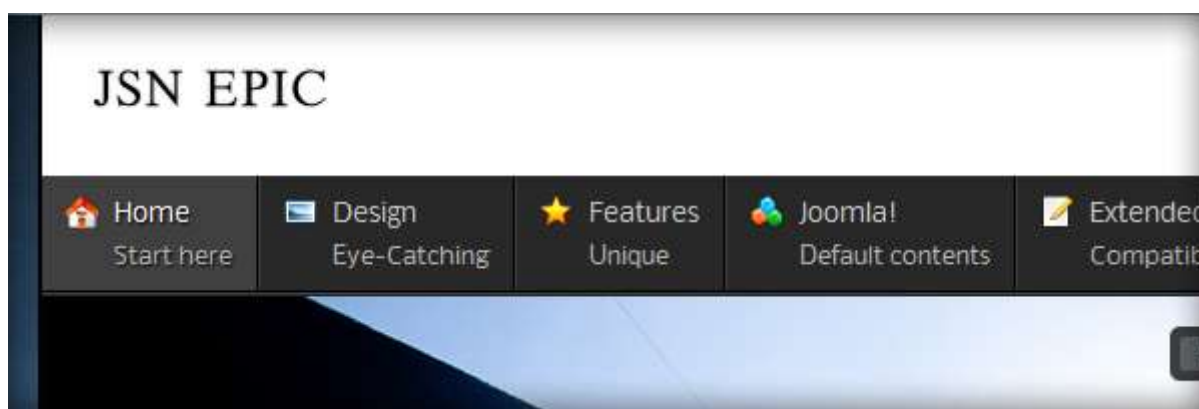 JSN EPIC
Home
Start here
Design
Eye-Catching
Features
Unique
Joomla!
Default contents